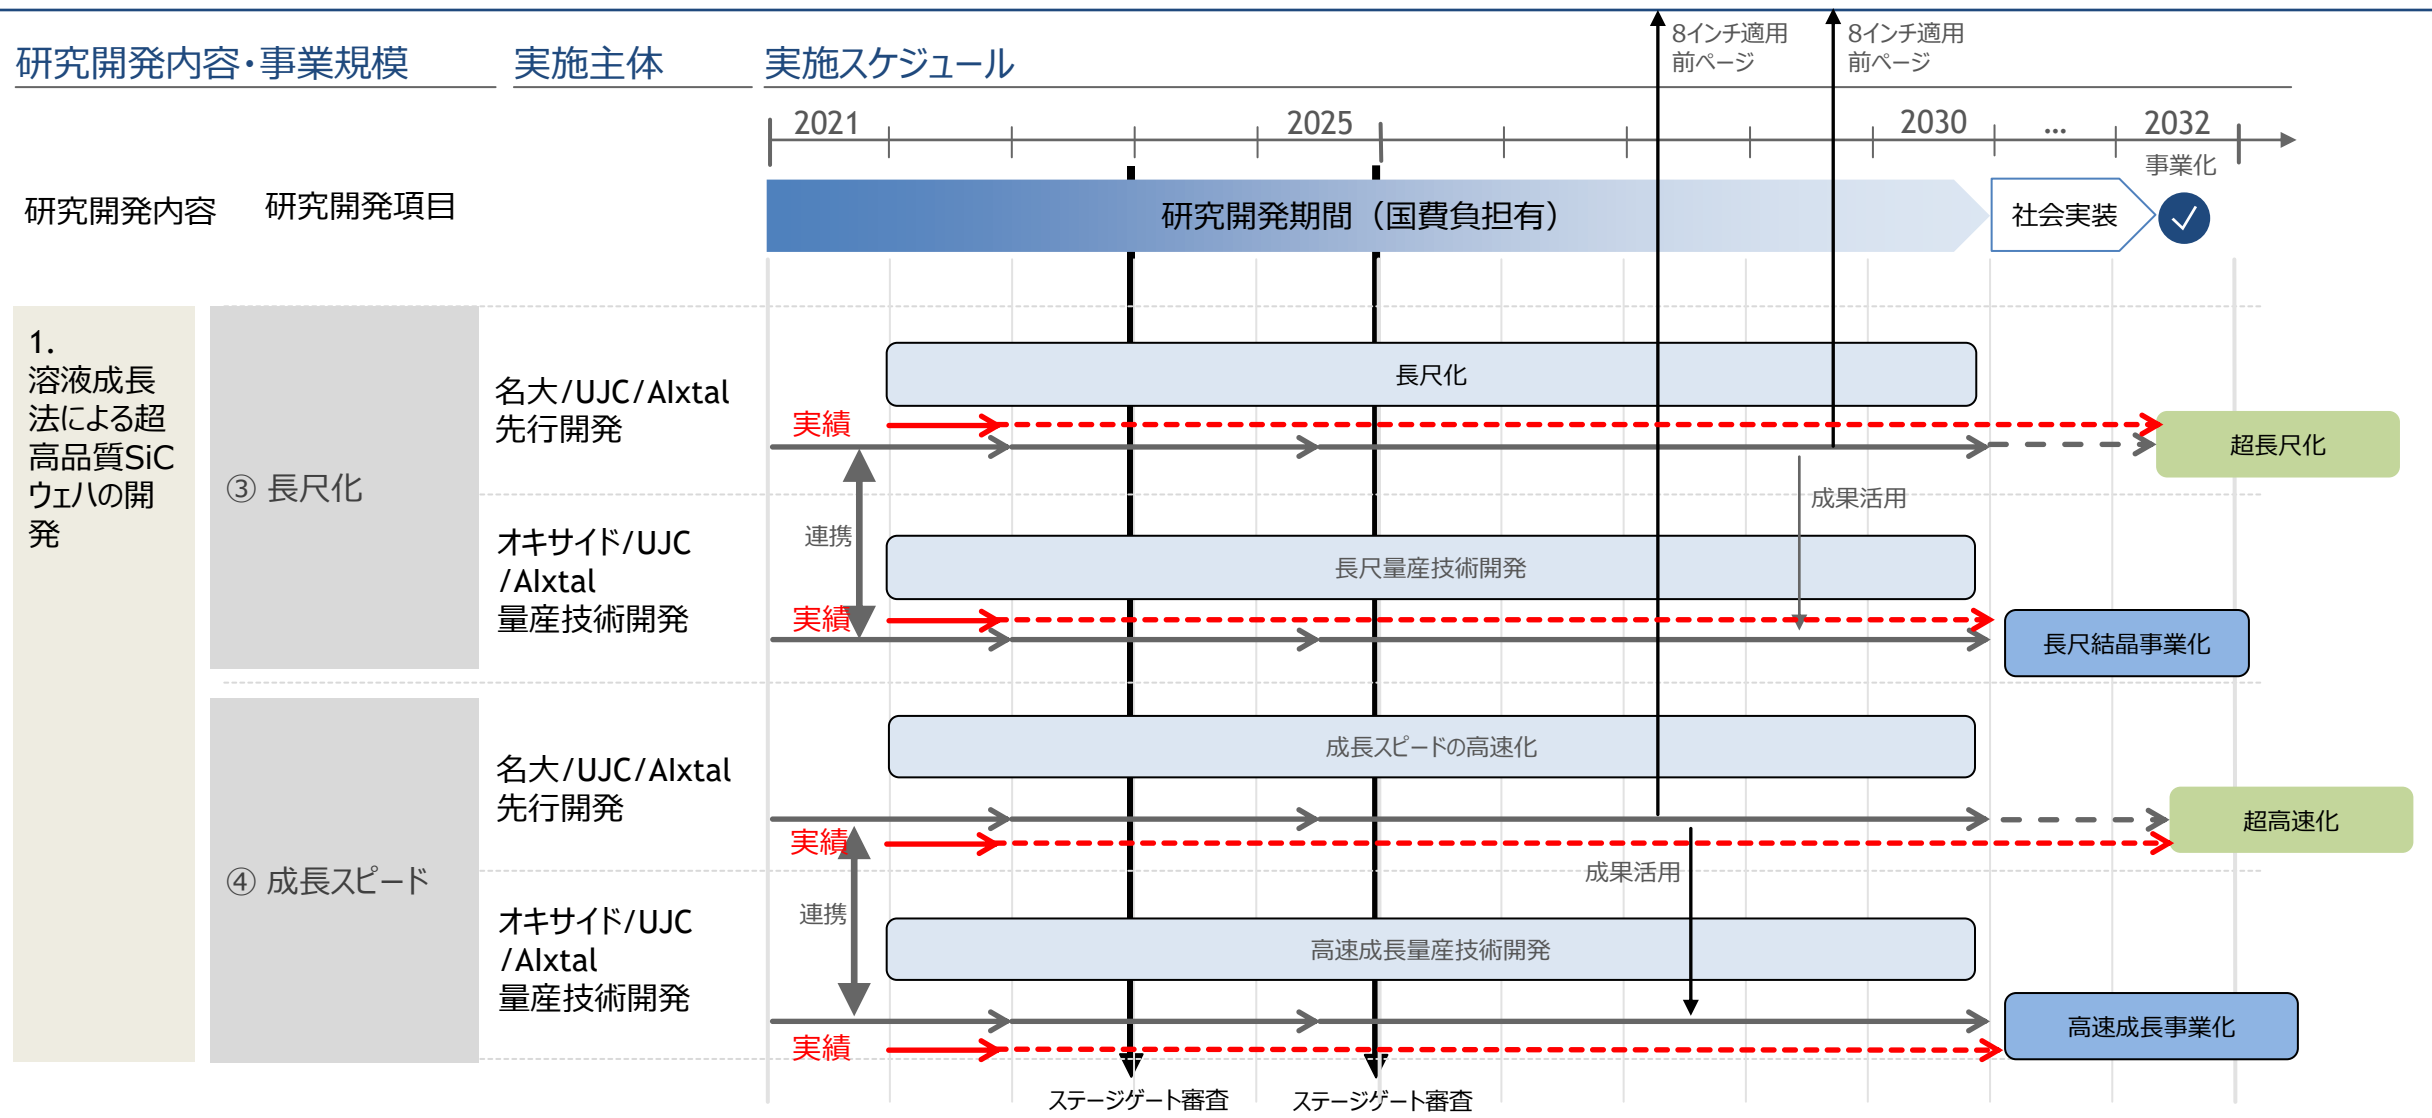 8インチ適用
前ページ
8インチ適用
前ページ
研究開発内容・事業規模
実施主体
実施スケジュール
2021
2025
2030
...
2032
事業化
研究開発内容
研究開発項目
研究開発期間（国費負担有）
社会実装
1.
溶液成長
法による超
高品質SiC
ウェハの開
発
③ 長尺化
名大/UJC/AIxtal
先行開発
長尺化
実績
超長尺化
成果活用
連携
オキサイド/UJC
/AIxtal
量産技術開発
長尺量産技術開発
実績
長尺結晶事業化
④ 成長スピード
名大/UJC/AIxtal
先行開発
成長スピードの高速化
実績
超高速化
成果活用
連携
オキサイド/UJC
/AIxtal
量産技術開発
高速成長量産技術開発
高速成長事業化
実績
ステージゲート審査
ステージゲート審査